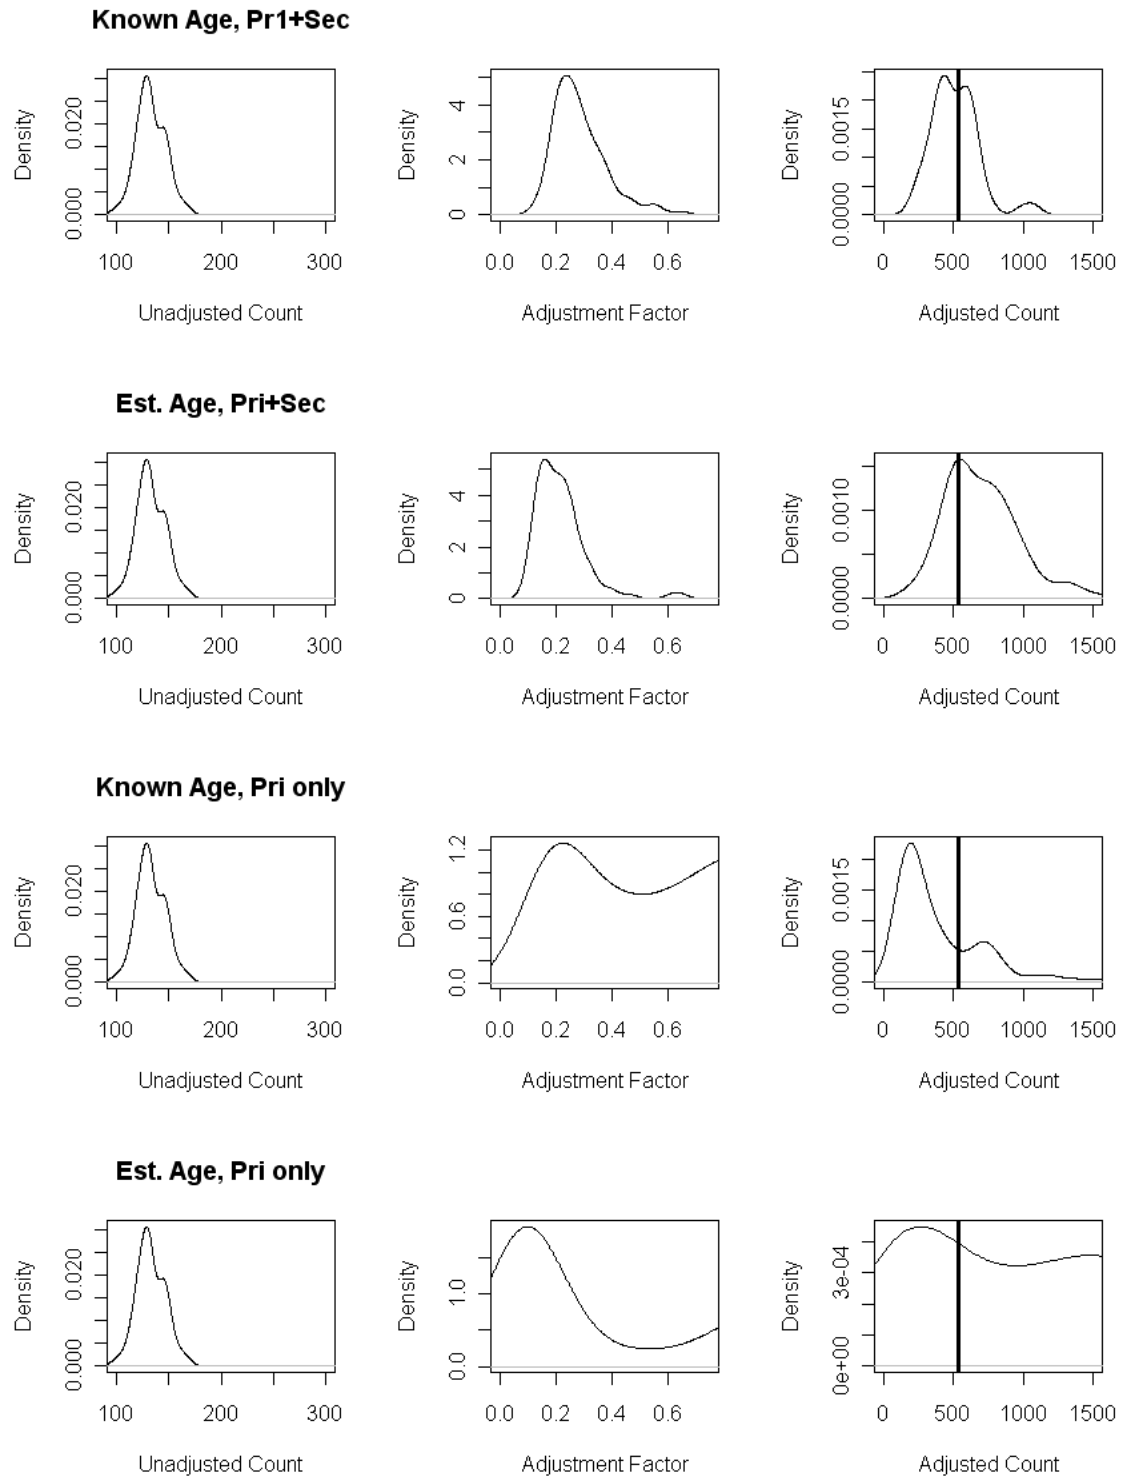 Known Age, Pr1+Sec
Density
0.000 0.020
100 200 300
Unadjusted Count
Density
0 2 4
0.0 0.2 0.4 0.6
Adjustment Factor
Density
0.0000 0.0015
0 500 1000 1500
Adjusted Count
Est. Age, Pri+Sec
Density
0.000 0.020
100 200 300
Unadjusted Count
Density
0 2 4
0.0 0.2 0.4 0.6
Adjustment Factor
Density
0.0000 0.0010
0 500 1000 1500
Adjusted Count
Known Age, Pri only
Density
0.000 0.020
100 200 300
Unadjusted Count
Density
0.0 0.6 1.2
0.0 0.2 0.4 0.6
Adjustment Factor
Density
0.0000 0.0015
0 500 1000 1500
Adjusted Count
Est. Age, Pri only
Density
0.000 0.020
100 200 300
Unadjusted Count
Density
0.0 1.0
0.0 0.2 0.4 0.6
Adjustment Factor
Density
0e+00 3e-04
0 500 1000 1500
Adjusted Count